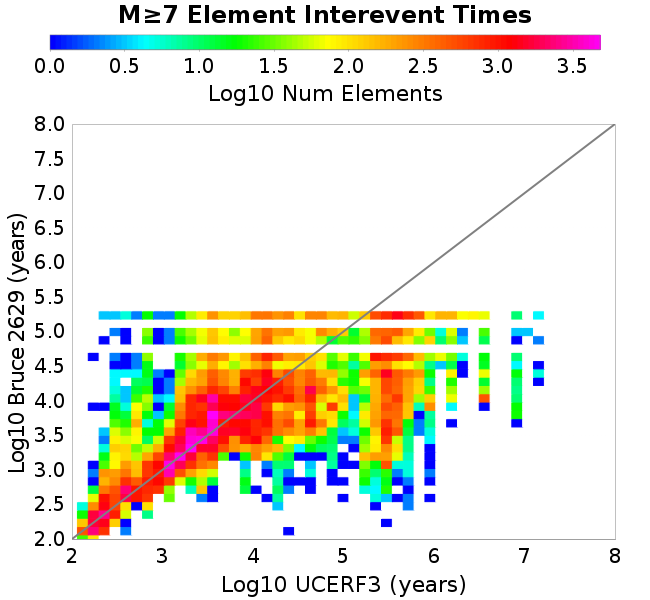 M≥7 Element Interevent Times
0.0 0.5 1.0 1.5 2.0 2.5 3.0 3.5
Log10 Num Elements
8.0
7.5
7.0
6.5
6.0
5.5
5.0
4.5
4.0
3.5
3.0
2.5
2.0
Log10 Bruce 2629 (years)
2 3 4 5 6 7 8
Log10 UCERF3 (years)